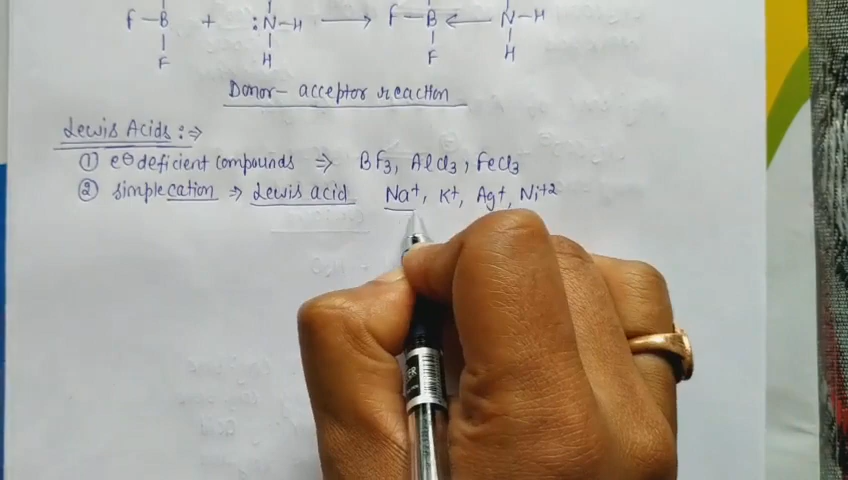 F–B + :N–H → F–B ← N–H
F H F H
Donor- acceptor reaction
Lewis Acids :⇒
① e⊖ deficient compounds ⇒ BF3, AlCl3, FeCl3
② simple cation ⇒ Lewis acid Na+, K+, Ag+, Ni+2